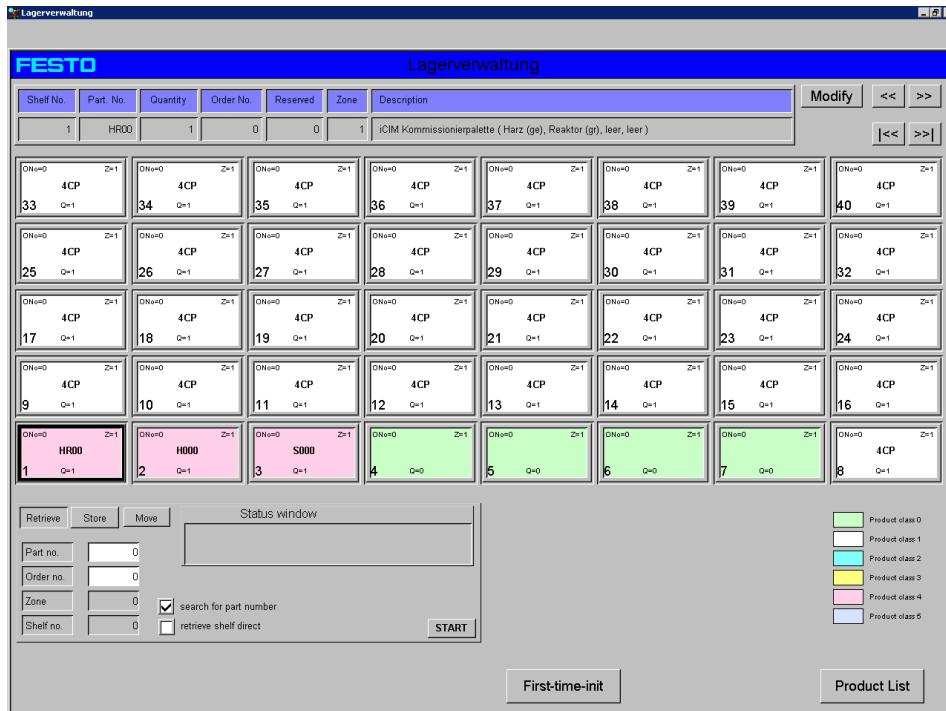 Lagerverwaltung
FESTO Lagerverwaltung
Shelf No. Part. No. Quantity Order No. Reserved Zone Description Modify << >>
1 HR00 1 0 0 1 iCIM Kommissionierpalette ( Harz (ge), Reaktor (gr), leer, leer ) |<< >>|
ONo=0 Z=1 ONo=0 Z=1 ONo=0 Z=1 ONo=0 Z=1 ONo=0 Z=1 ONo=0 Z=1 ONo=0 Z=1 ONo=0 Z=1
4CP 4CP 4CP 4CP 4CP 4CP 4CP 4CP
33 Q=1 34 Q=1 35 Q=1 36 Q=1 37 Q=1 38 Q=1 39 Q=1 40 Q=1
ONo=0 Z=1 ONo=0 Z=1 ONo=0 Z=1 ONo=0 Z=1 ONo=0 Z=1 ONo=0 Z=1 ONo=0 Z=1 ONo=0 Z=1
4CP 4CP 4CP 4CP 4CP 4CP 4CP 4CP
25 Q=1 26 Q=1 27 Q=1 28 Q=1 29 Q=1 30 Q=1 31 Q=1 32 Q=1
ONo=0 Z=1 ONo=0 Z=1 ONo=0 Z=1 ONo=0 Z=1 ONo=0 Z=1 ONo=0 Z=1 ONo=0 Z=1 ONo=0 Z=1
4CP 4CP 4CP 4CP 4CP 4CP 4CP 4CP
17 Q=1 18 Q=1 19 Q=1 20 Q=1 21 Q=1 22 Q=1 23 Q=1 24 Q=1
ONo=0 Z=1 ONo=0 Z=1 ONo=0 Z=1 ONo=0 Z=1 ONo=0 Z=1 ONo=0 Z=1 ONo=0 Z=1 ONo=0 Z=1
4CP 4CP 4CP 4CP 4CP 4CP 4CP 4CP
9 Q=1 10 Q=1 11 Q=1 12 Q=1 13 Q=1 14 Q=1 15 Q=1 16 Q=1
ONo=0 Z=1 ONo=0 Z=1 ONo=0 Z=1 ONo=0 Z=1 ONo=0 Z=1 ONo=0 Z=1 ONo=0 Z=1 ONo=0 Z=1
HR00 H000 S000 4CP
1 Q=1 2 Q=1 3 Q=1 4 Q=0 5 Q=0 6 Q=0 7 Q=0 8 Q=1
Retrieve Store Move Status window
Part no. 0
Order no. 0
Zone 0 search for part number
Shelf no. 0 retrieve shelf direct START
Product class 0
Product class 1
Product class 2
Product class 3
Product class 4
Product class 5
First-time-init Product List